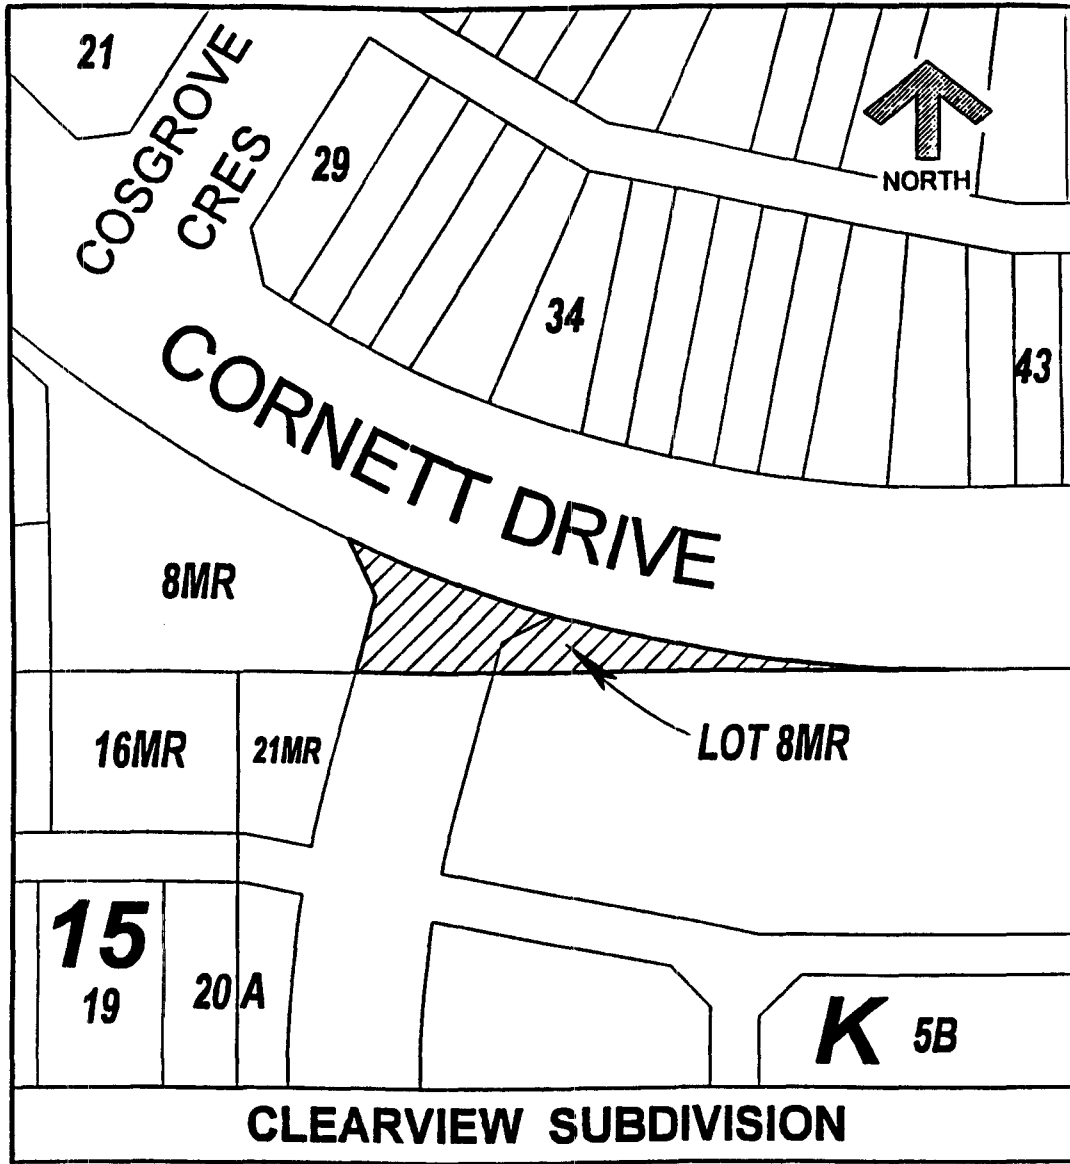 21
COSGROVE
CRES
29
NORTH
34
43
CORNETT DRIVE
8MR
LOT 8MR
16MR
21MR
15
19
20 A
K
5B
CLEARVIEW SUBDIVISION